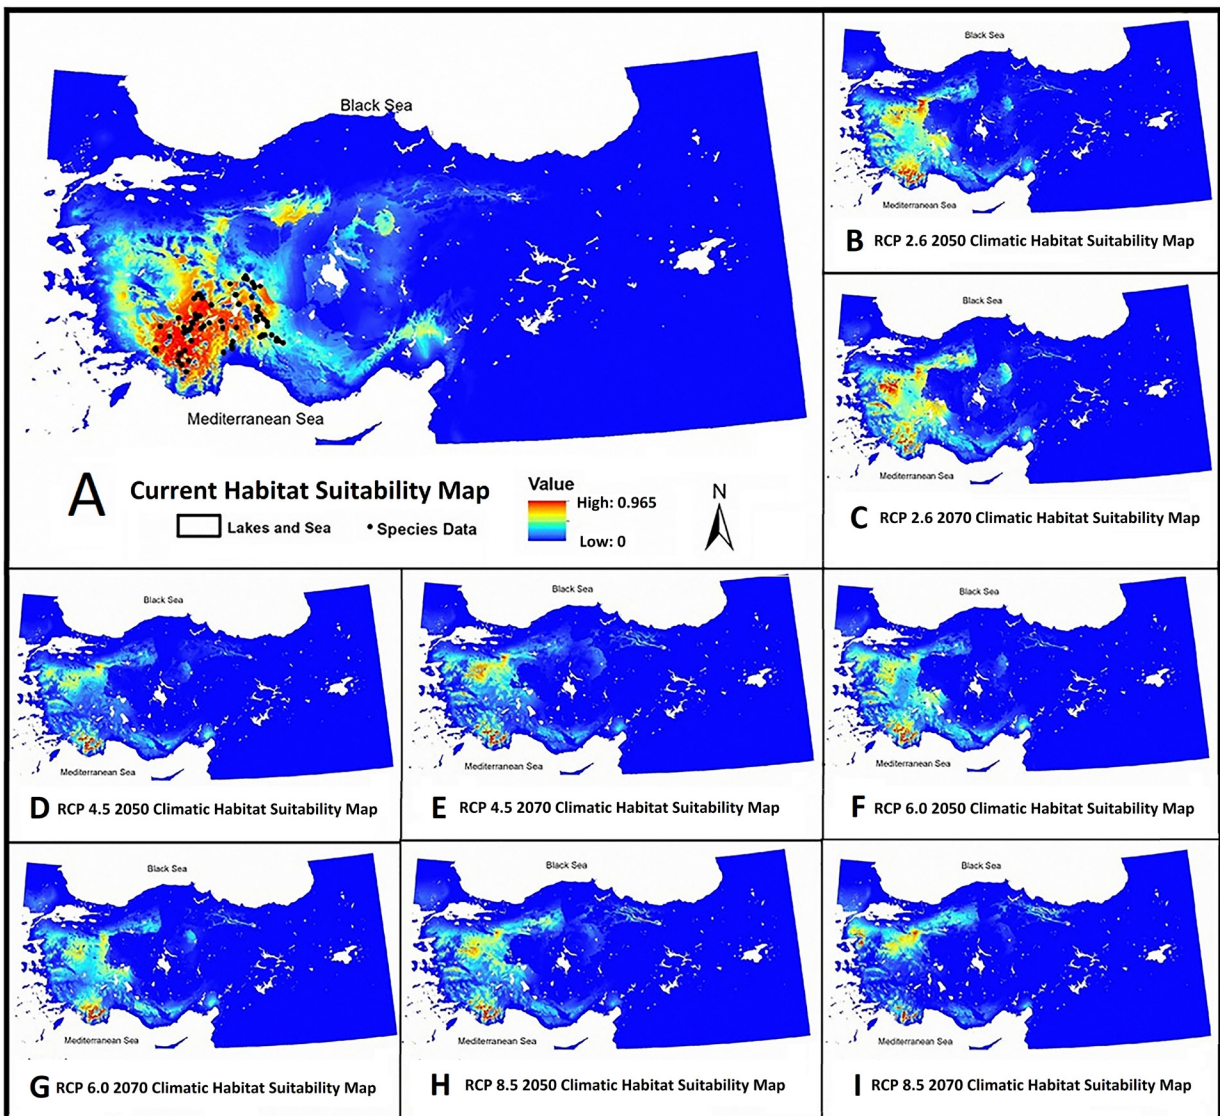 Black Sea
Mediterranean Sea
A Current Habitat Suitability Map
Lakes and Sea
Species Data
Value
High: 0.965
Low: 0
N
Black Sea
Mediterranean Sea
B RCP 2.6 2050 Climatic Habitat Suitability Map
Black Sea
Mediterranean Sea
C RCP 2.6 2070 Climatic Habitat Suitability Map
Black Sea
Mediterranean Sea
D RCP 4.5 2050 Climatic Habitat Suitability Map
Black Sea
Mediterranean Sea
E RCP 4.5 2070 Climatic Habitat Suitability Map
Black Sea
Mediterranean Sea
F RCP 6.0 2050 Climatic Habitat Suitability Map
Black Sea
Mediterranean Sea
G RCP 6.0 2070 Climatic Habitat Suitability Map
Black Sea
Mediterranean Sea
H RCP 8.5 2050 Climatic Habitat Suitability Map
Black Sea
Mediterranean Sea
I RCP 8.5 2070 Climatic Habitat Suitability Map